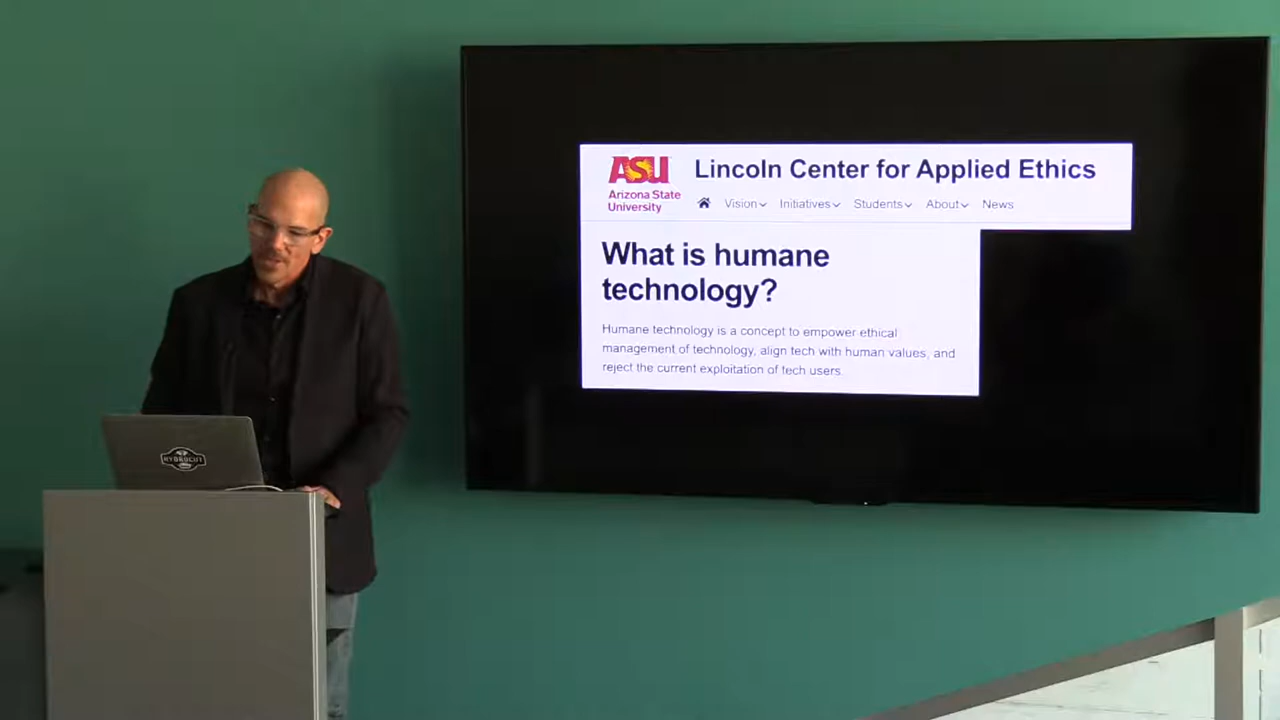 ASU
Arizona State
University
Lincoln Center for Applied Ethics
Vision Initiatives Students About News
What is humane
technology?
Humane technology is a concept to empower ethical
management of technology, align tech with human values, and
reject the current exploitation of tech users.
HYDROCUT